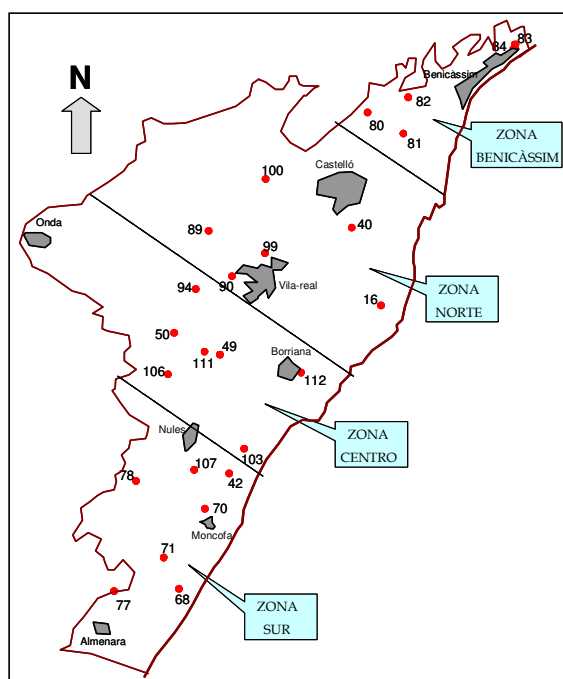 83
84
N
Benicàssim
82
80
ZONA
BENICÀSSIM
81
Castelló
100
Onda
89
40
99
90
94
Vila-real
ZONA
NORTE
16
50
49
111
Borriana
106
112
ZONA
CENTRO
Nules
103
107
78
42
70
Moncofa
71
77
68
ZONA
SUR
Almenara